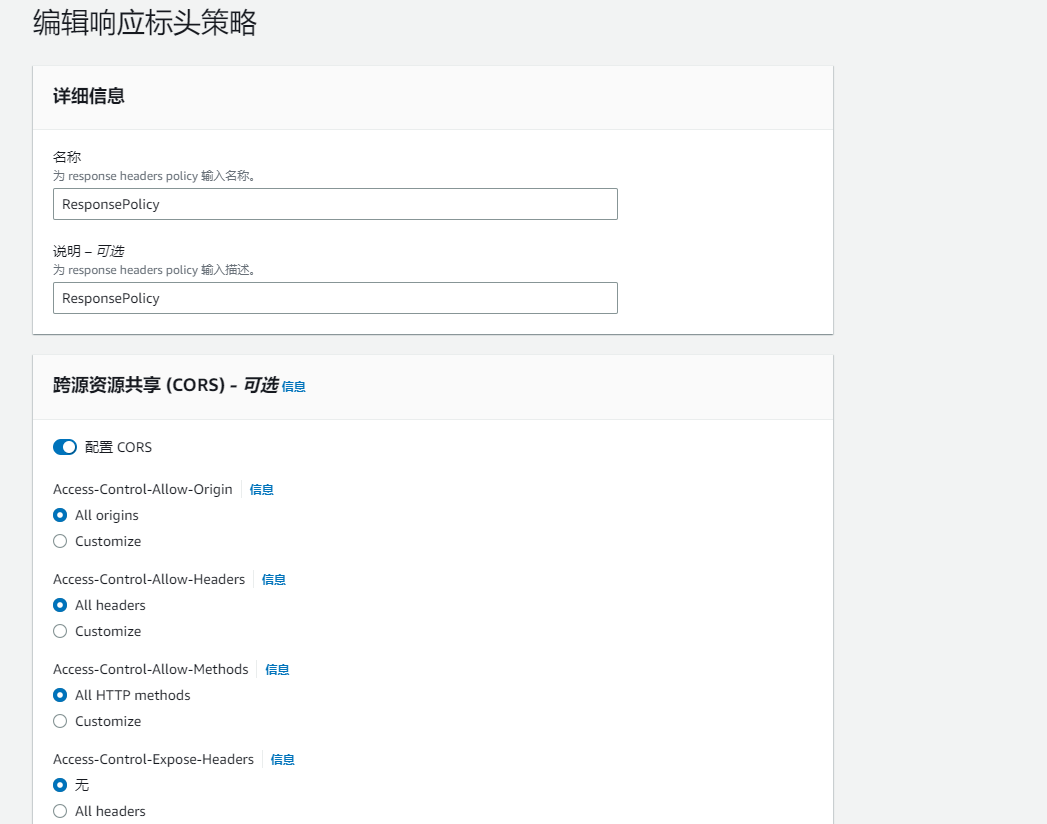 编辑响应标头策略
详细信息
名称
为 response headers policy 输入名称。
ResponsePolicy
说明 – 可选
为 response headers policy 输入描述。
ResponsePolicy
跨源资源共享 (CORS) - 可选 信息
配置 CORS
Access-Control-Allow-Origin 信息
All origins
Customize
Access-Control-Allow-Headers 信息
All headers
Customize
Access-Control-Allow-Methods 信息
All HTTP methods
Customize
Access-Control-Expose-Headers 信息
无
All headers